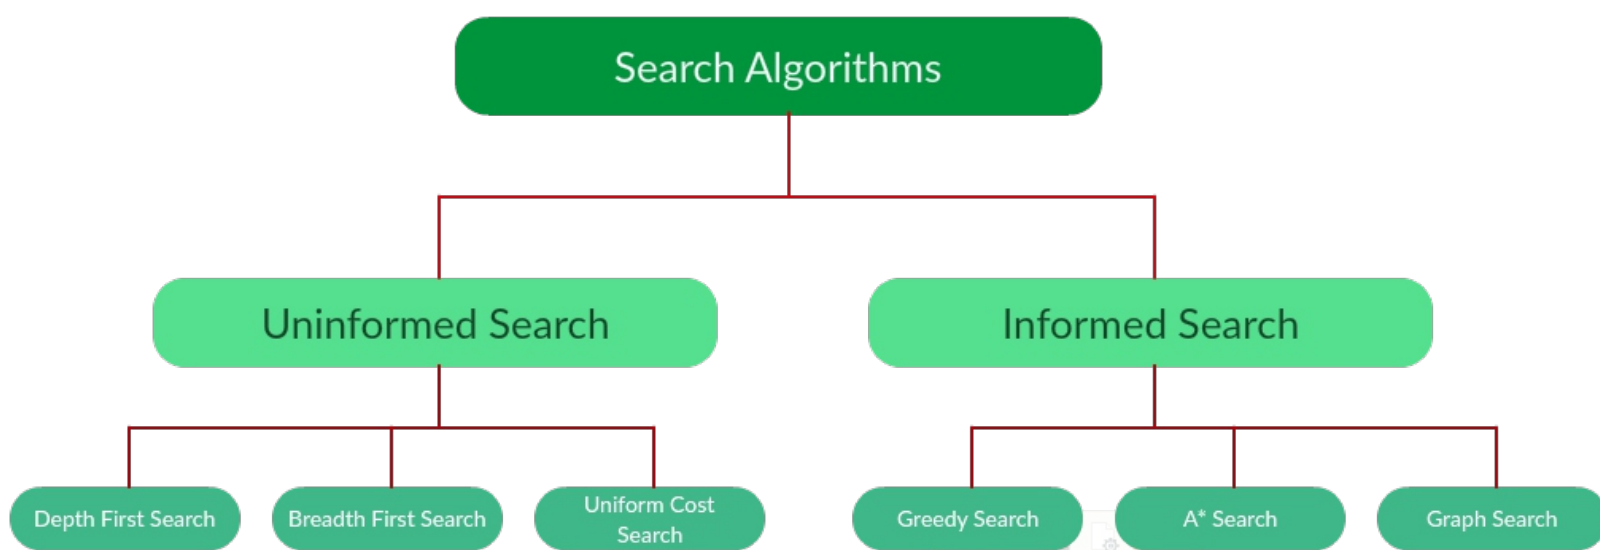 Search Algorithms
Uninformed Search
Informed Search
Depth First Search
Breadth First Search
Uniform Cost
Search
Greedy Search
A* Search
Graph Search